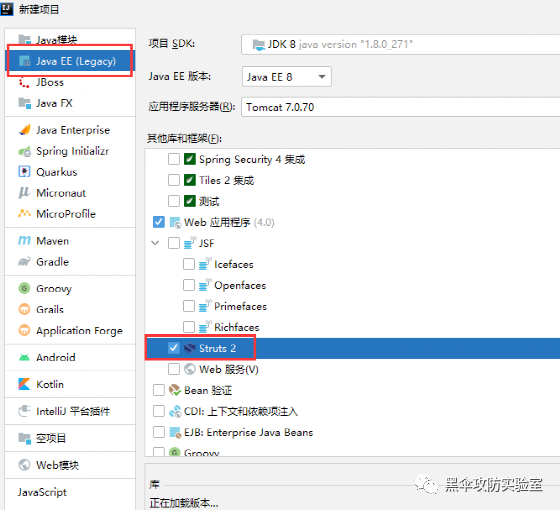 新建项目
Java模块
Java EE (Legacy)
JBoss
Java FX
Java Enterprise
Spring Initializr
Quarkus
Micronaut
MicroProfile
Maven
Gradle
Groovy
Grails
Application Forge
Android
Kotlin
IntelliJ 平台插件
空项目
Web模块
JavaScript
项目 SDK:
JDK 8 java version "1.8.0_271"
Java EE 版本:
Java EE 8
应用程序服务器(R):
Tomcat 7.0.70
其他库和框架(F):
Spring Security 4 集成
Tiles 2 集成
测试
Web 应用程序 (4.0)
JSF
Icefaces
Openfaces
Primefaces
Richfaces
Struts 2
Web 服务(V)
Bean 验证
CDI: 上下文和依赖项注入
EJB: Enterprise Java Beans
Groovy
库
正在加载版本...
黑伞攻防实验室